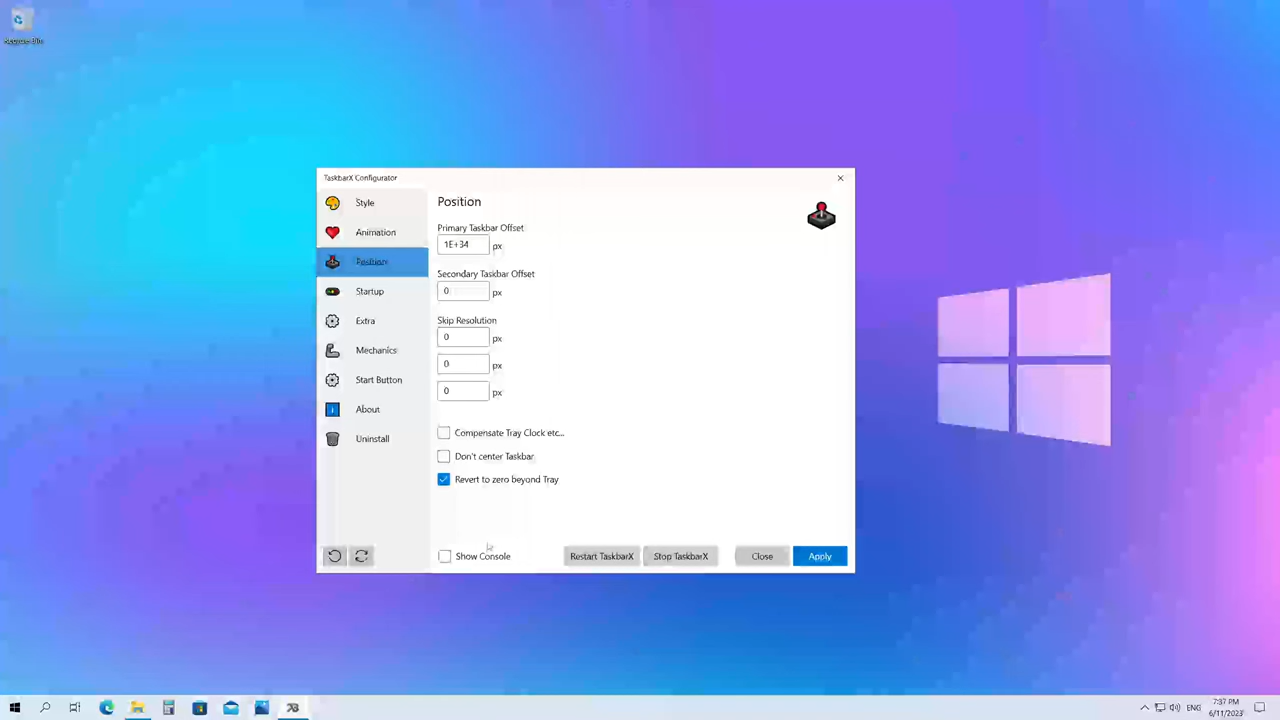 Recycle Bin
TaskbarX Configurator
Style
Animation
Position
Startup
Extra
Mechanics
Start Button
About
Uninstall
Position
Primary Taskbar Offset
1E+34 px
Secondary Taskbar Offset
0 px
Skip Resolution
0 px
0 px
0 px
Compensate Tray Clock etc...
Don't center Taskbar
Revert to zero beyond Tray
Show Console
Restart TaskbarX
Stop TaskbarX
Close
Apply
ENG
7:37 PM
6/11/2023